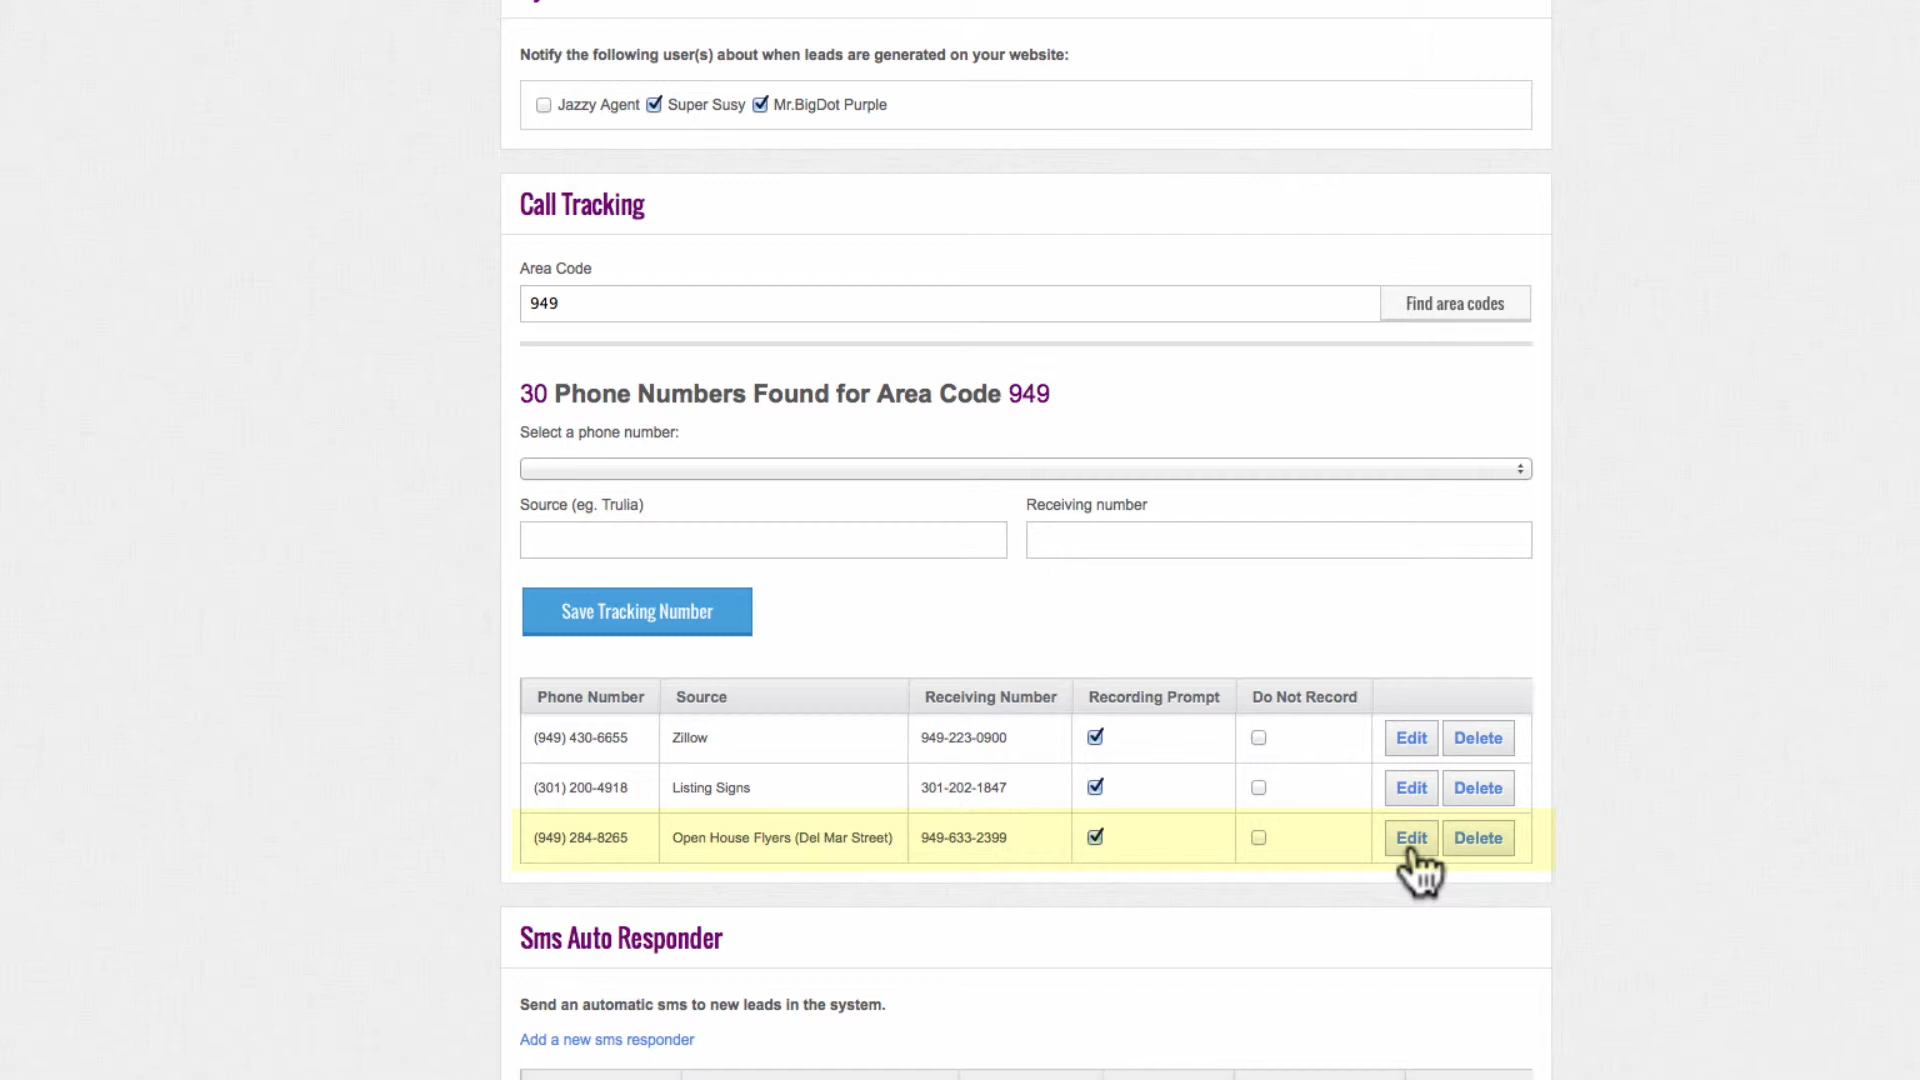 Notify the following user(s) about when leads are generated on your website:
Jazzy Agent Super Susy Mr.BigDot Purple
Call Tracking
Area Code
949 Find area codes
30 Phone Numbers Found for Area Code 949
Select a phone number:
Source (eg. Trulia) Receiving number
Save Tracking Number
Phone Number Source Receiving Number Recording Prompt Do Not Record
(949) 430-6655 Zillow 949-223-0900 Edit Delete
(301) 200-4918 Listing Signs 301-202-1847 Edit Delete
(949) 284-8265 Open House Flyers (Del Mar Street) 949-633-2399 Edit Delete
Sms Auto Responder
Send an automatic sms to new leads in the system.
Add a new sms responder